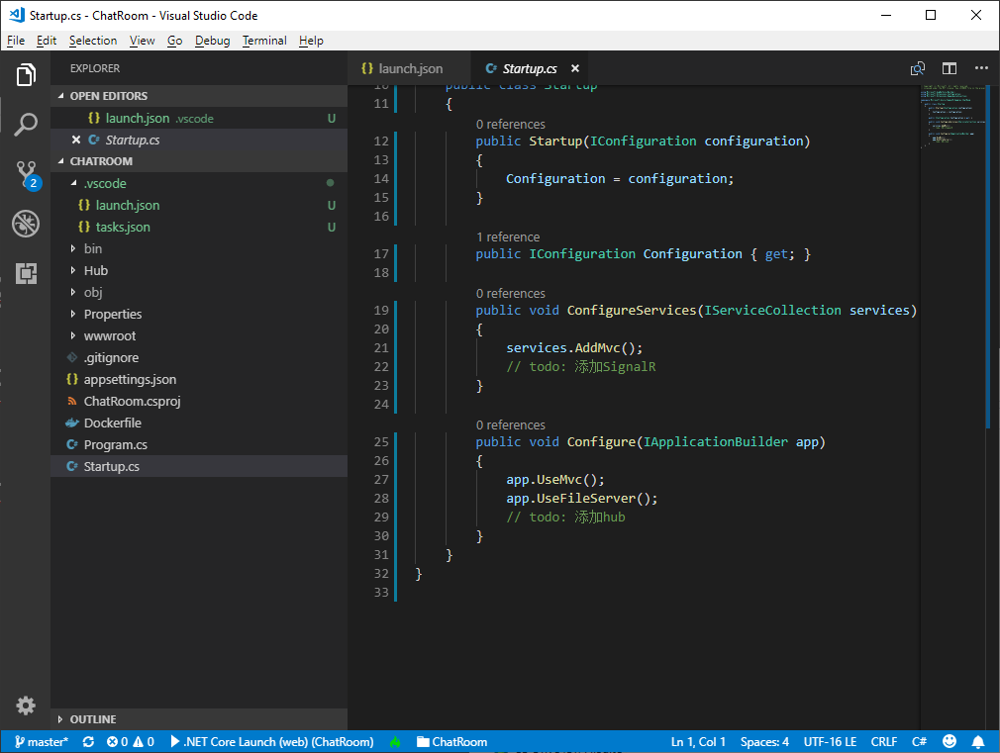 Startup.cs - ChatRoom - Visual Studio Code
File Edit Selection View Go Debug Terminal Help
EXPLORER
OPEN EDITORS
launch.json .vscode U
Startup.cs
CHATROOM
.vscode
launch.json U
tasks.json U
bin
Hub
obj
Properties
wwwroot
.gitignore
appsettings.json
ChatRoom.csproj
Dockerfile
Program.cs
Startup.cs
OUTLINE
2
launch.json Startup.cs
10 public class Startup
11 {
0 references
12 public Startup(IConfiguration configuration)
13 {
14 Configuration = configuration;
15 }
16
1 reference
17 public IConfiguration Configuration { get; }
18
0 references
19 public void ConfigureServices(IServiceCollection services)
20 {
21 services.AddMvc();
22 // todo: 添加SignalR
23 }
24
0 references
25 public void Configure(IApplicationBuilder app)
26 {
27 app.UseMvc();
28 app.UseFileServer();
29 // todo: 添加hub
30 }
31 }
32 }
33
master* 0 0 .NET Core Launch (web) (ChatRoom) ChatRoom Ln 1, Col 1 Spaces: 4 UTF-16 LE CRLF C#